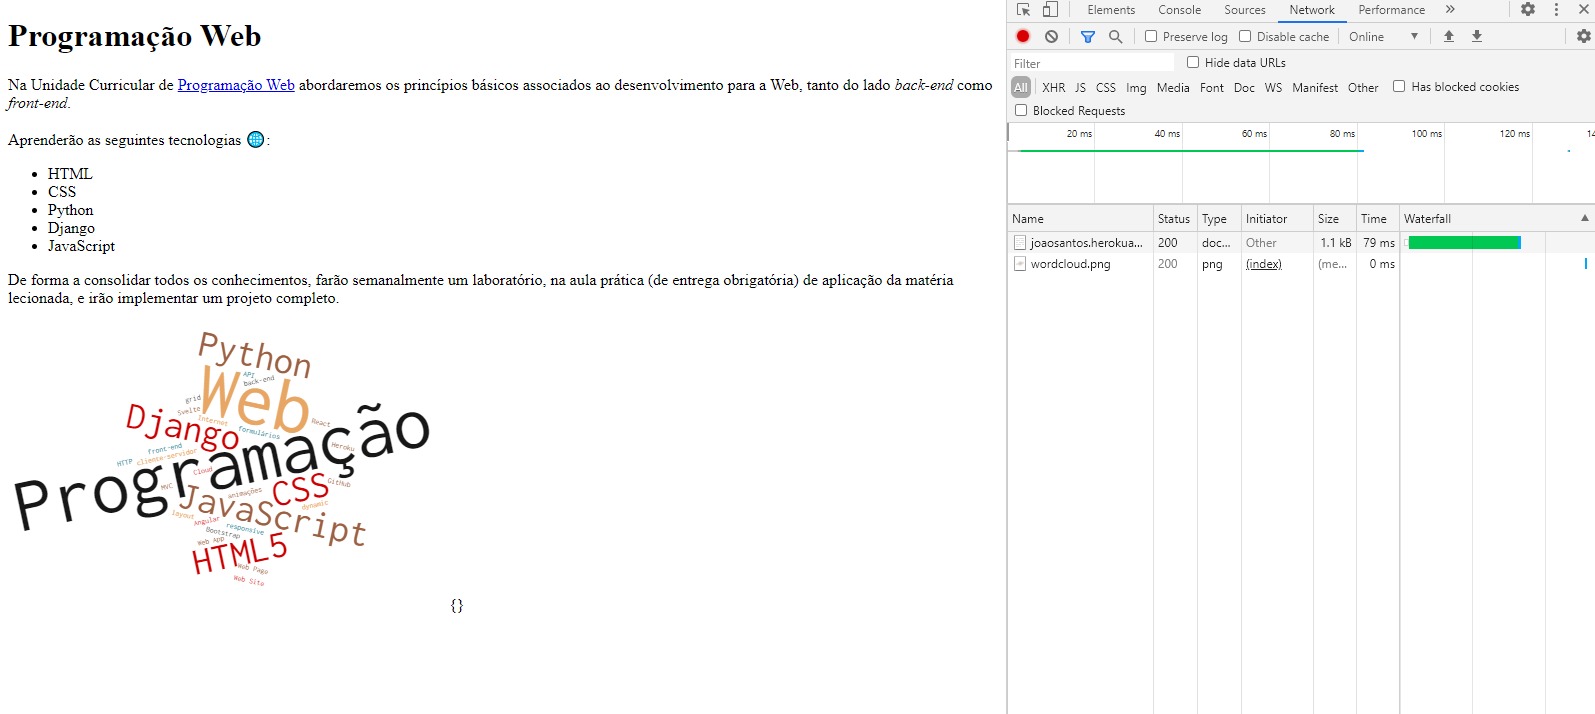 Programação Web
Na Unidade Curricular de Programação Web abordaremos os princípios básicos associados ao desenvolvimento para a Web, tanto do lado back-end como
front-end.
Aprenderão as seguintes tecnologias :
HTML
CSS
Python
Django
JavaScript
De forma a consolidar todos os conhecimentos, farão semanalmente um laboratório, na aula prática (de entrega obrigatória) de aplicação da matéria
lecionada, e irão implementar um projeto completo.
Python
API
back-end
Web
grid
Svelte
Internet
React
Django
formulários
Programação
Heroku
front-end
HTTP
cliente-servidor
Cloud
CSS
GitHub
MVC
animações
JavaScript
dynamic
layout
Angular
responsive
Bootstrap
Web App
HTML5
Web Page
Web Site
{}
Elements Console Sources Network Performance »
Preserve log Disable cache Online
Filter Hide data URLs
All XHR JS CSS Img Media Font Doc WS Manifest Other Has blocked cookies
Blocked Requests
20 ms 40 ms 60 ms 80 ms 100 ms 120 ms 14
Name Status Type Initiator Size Time Waterfall
joaosantos.herokua... 200 doc... Other 1.1 kB 79 ms
wordcloud.png 200 png (index) (me... 0 ms